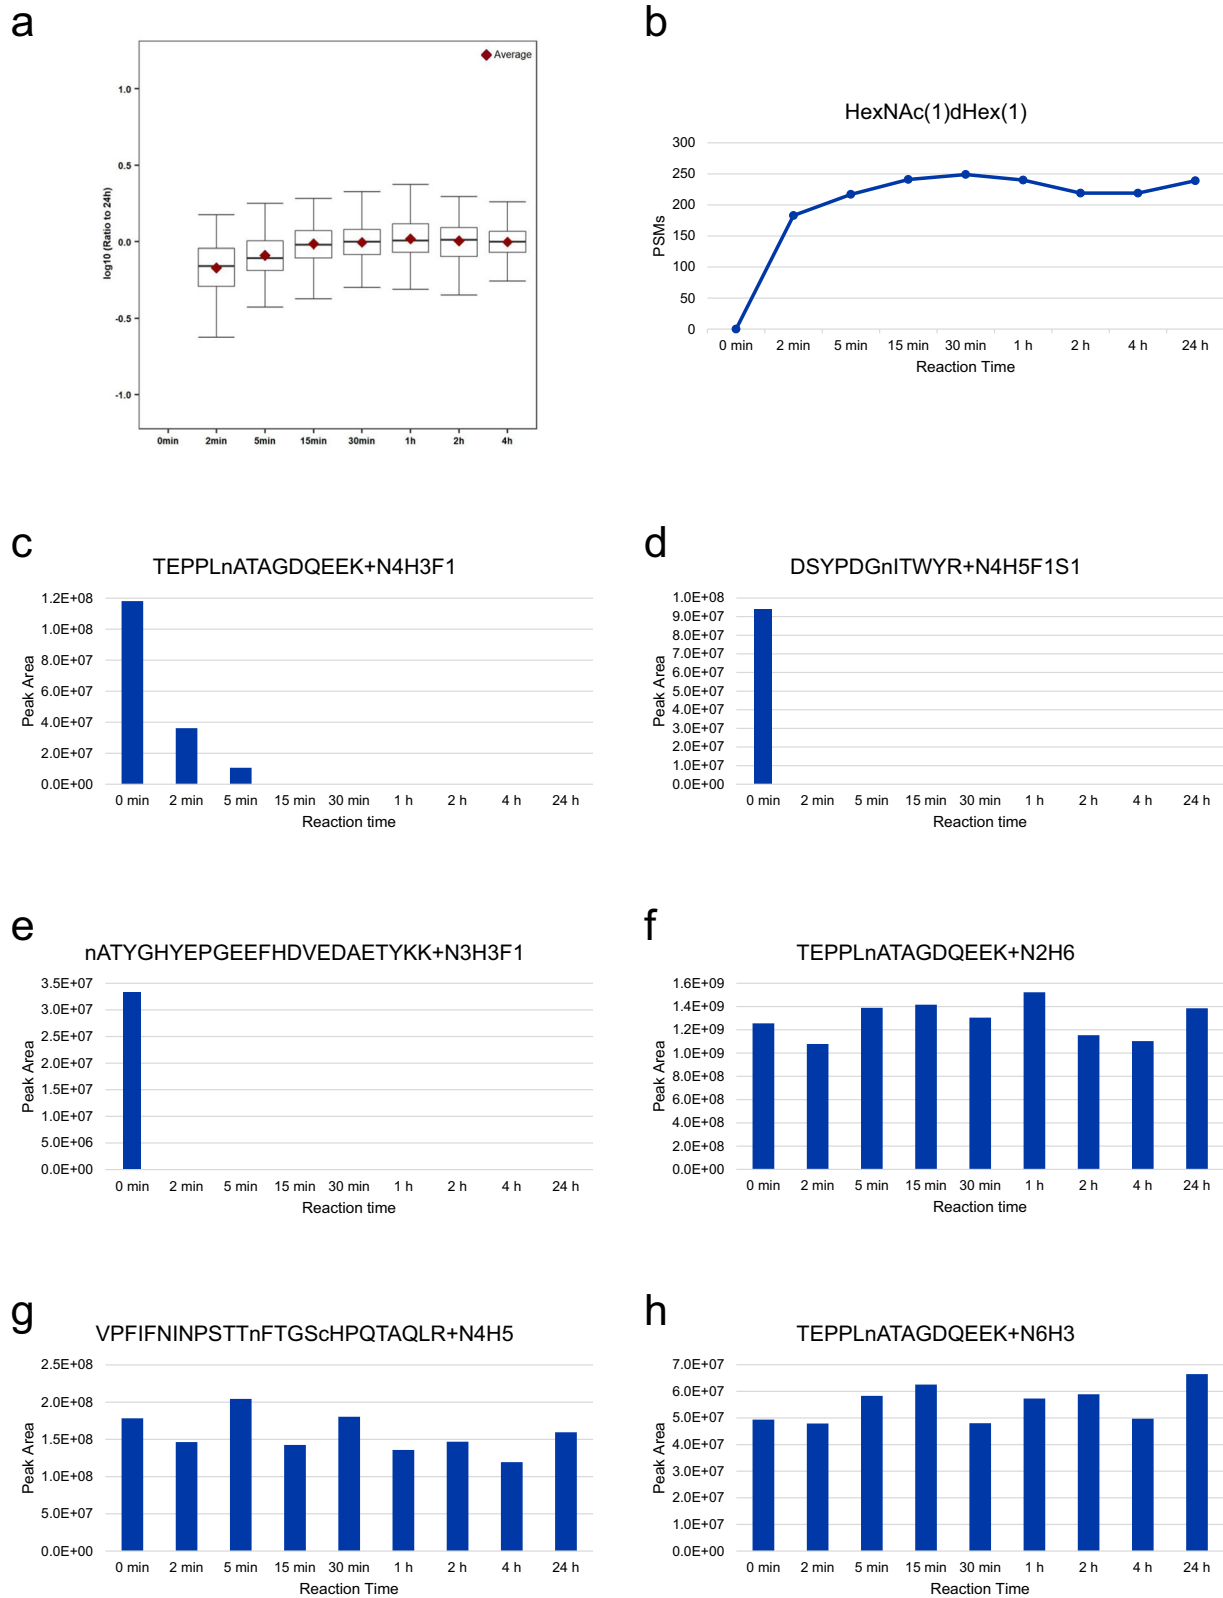 a
Average
1.0
0.5
0.0
-0.5
-1.0
log10 (Ratio to 24h)
0min 2min 5min 15min 30min 1h 2h 4h
b
HexNAc(1)dHex(1)
300
250
200
150
100
50
0
PSMs
0 min 2 min 5 min 15 min 30 min 1 h 2 h 4 h 24 h
Reaction Time
c
TEPPLnATAGDQEEK+N4H3F1
1.2E+08
1.0E+08
8.0E+07
6.0E+07
4.0E+07
2.0E+07
0.0E+00
Peak Area
0 min 2 min 5 min 15 min 30 min 1 h 2 h 4 h 24 h
Reaction time
d
DSYPDGnITWYR+N4H5F1S1
1.0E+08
9.0E+07
8.0E+07
7.0E+07
6.0E+07
5.0E+07
4.0E+07
3.0E+07
2.0E+07
1.0E+07
0.0E+00
Peak Area
0 min 2 min 5 min 15 min 30 min 1 h 2 h 4 h 24 h
Reaction time
e
nATYGHYEPGEEFHDVEDAETYKK+N3H3F1
3.5E+07
3.0E+07
2.5E+07
2.0E+07
1.5E+07
1.0E+07
5.0E+06
0.0E+00
Peak Area
0 min 2 min 5 min 15 min 30 min 1 h 2 h 4 h 24 h
Reaction time
f
TEPPLnATAGDQEEK+N2H6
1.6E+09
1.4E+09
1.2E+09
1.0E+09
8.0E+08
6.0E+08
4.0E+08
2.0E+08
0.0E+00
Peak Area
0 min 2 min 5 min 15 min 30 min 1 h 2 h 4 h 24 h
Reaction time
g
VPFIFNINPSTTnFTGScHPQTAQLR+N4H5
2.5E+08
2.0E+08
1.5E+08
1.0E+08
5.0E+07
0.0E+00
Peak Area
0 min 2 min 5 min 15 min 30 min 1 h 2 h 4 h 24 h
Reaction Time
h
TEPPLnATAGDQEEK+N6H3
7.0E+07
6.0E+07
5.0E+07
4.0E+07
3.0E+07
2.0E+07
1.0E+07
0.0E+00
Peak Area
0 min 2 min 5 min 15 min 30 min 1 h 2 h 4 h 24 h
Reaction Time